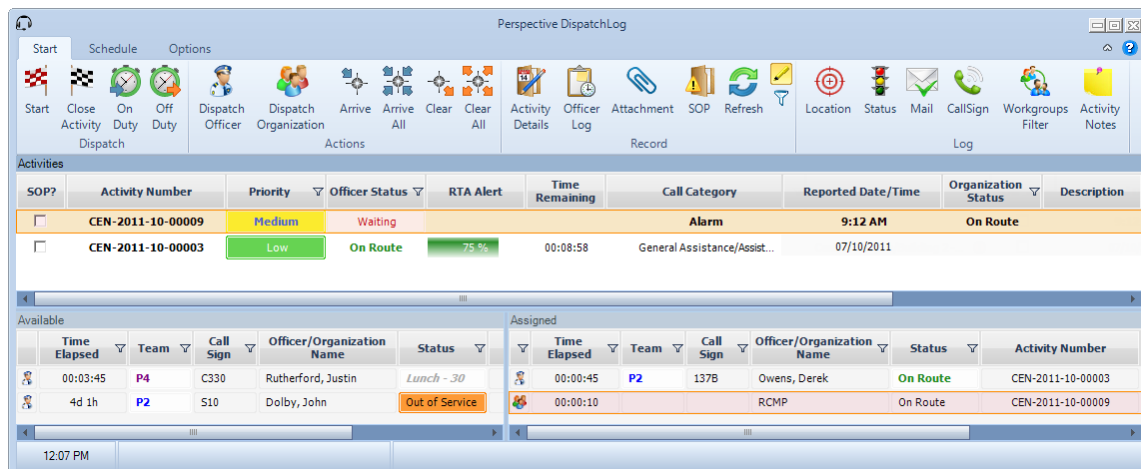 Perspective DispatchLog
Start Schedule Options
Start Close Activity On Duty Off Duty Dispatch Officer Dispatch Organization Arrive Arrive All Clear Clear All Activity Details Officer Log Attachment SOP Refresh Location Status Mail CallSign Workgroups Filter Activity Notes
Dispatch Actions Record Log
Activities
SOP? Activity Number Priority Officer Status RTA Alert Time Remaining Call Category Reported Date/Time Organization Status Description
CEN-2011-10-00009 Medium Waiting Alarm 9:12 AM On Route
CEN-2011-10-00003 Low On Route 75 % 00:08:58 General Assistance/Assist... 07/10/2011
Available Assigned
Time Elapsed Team Call Sign Officer/Organization Name Status Time Elapsed Team Call Sign Officer/Organization Name Status Activity Number
00:03:45 P4 C330 Rutherford, Justin Lunch - 30 00:00:45 P2 137B Owens, Derek On Route CEN-2011-10-00003
4d 1h P2 S10 Dolby, John Out of Service 00:00:10 RCMP On Route CEN-2011-10-00009
12:07 PM